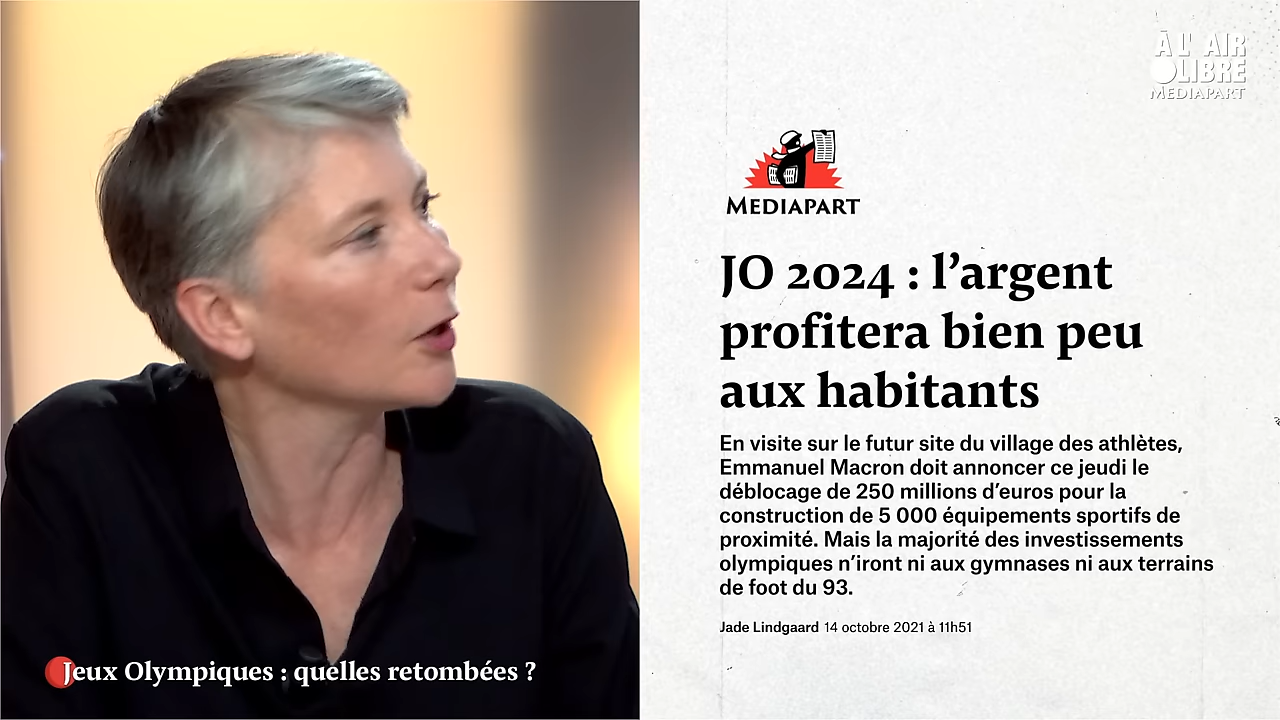 À L'AIR
LIBRE
MEDIAPART
MEDIAPART
JO 2024 : l’argent
profitera bien peu
aux habitants
En visite sur le futur site du village des athlètes,
Emmanuel Macron doit annoncer ce jeudi le
déblocage de 250 millions d’euros pour la
construction de 5 000 équipements sportifs de
proximité. Mais la majorité des investissements
olympiques n’iront ni aux gymnases ni aux terrains
de foot du 93.
Jade Lindgaard 14 octobre 2021 à 11h51
Jeux Olympiques : quelles retombées ?